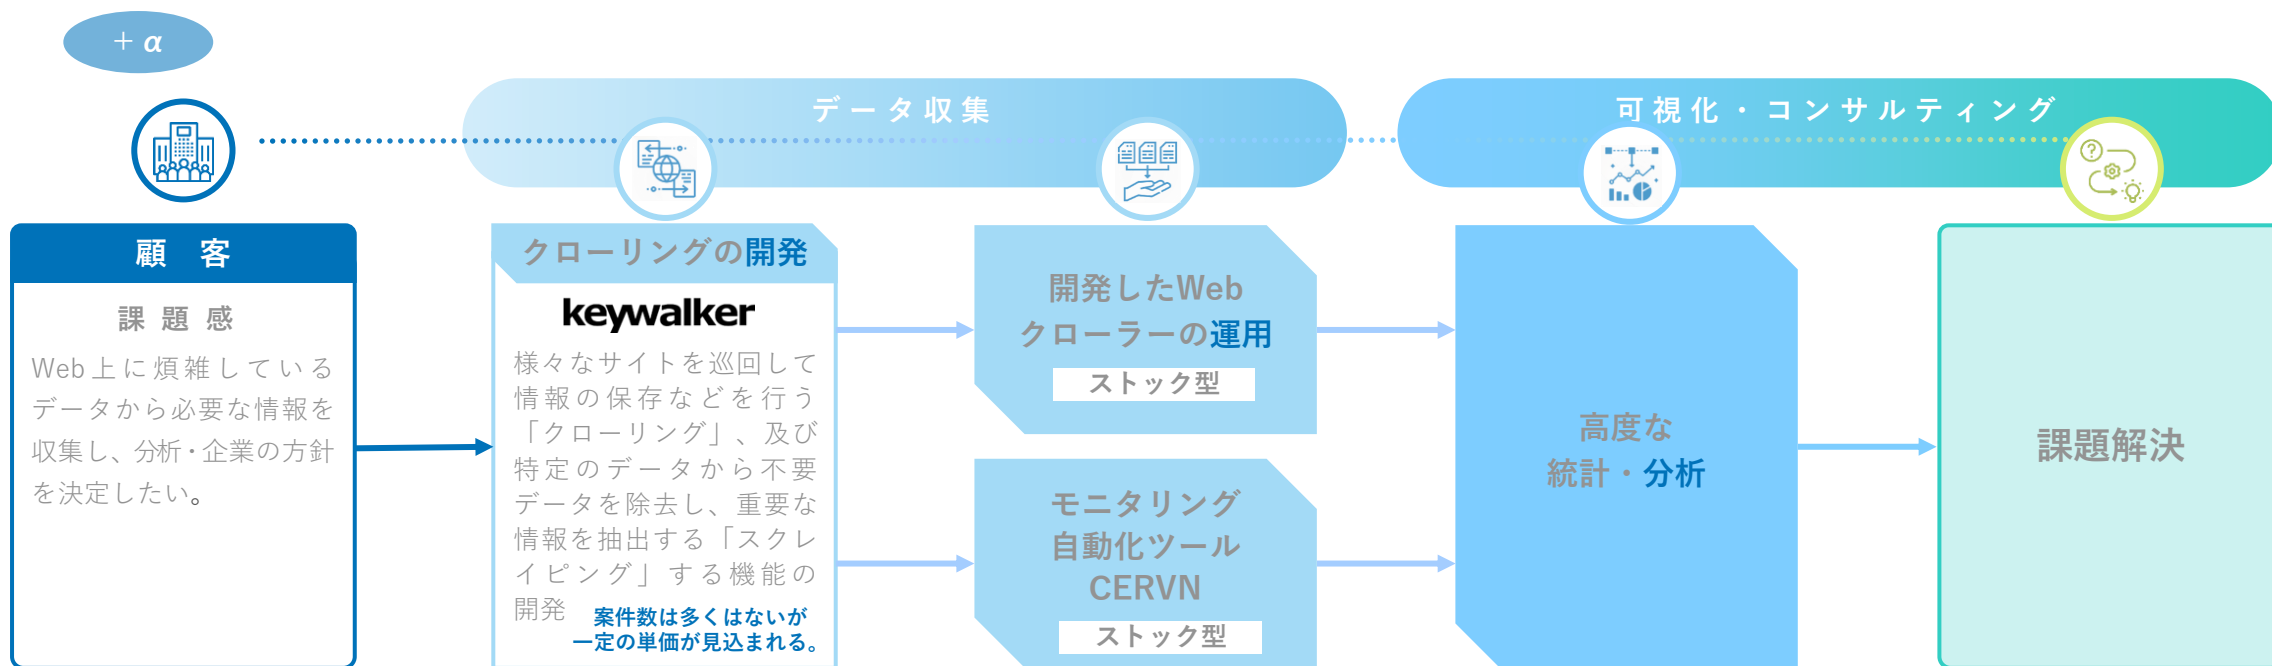 ＋α
データ収集
可視化・コンサルティング
顧 客
課題感
Web上に煩雑している
データから必要な情報を
収集し、分析・企業の方針
を決定したい。
クローリングの開発
keywalker
様々なサイトを巡回して
情報の保存などを行う
「クローリング」、及び
特定のデータから不要
データを除去し、重要な
情報を抽出する「スクレ
イピング」する機能の
開発
案件数は多くはないが
一定の単価が見込まれる。
開発したWeb
クローラーの運用
ストック型
モニタリング
自動化ツール
CERVN
ストック型
高度な
統計・分析
課題解決